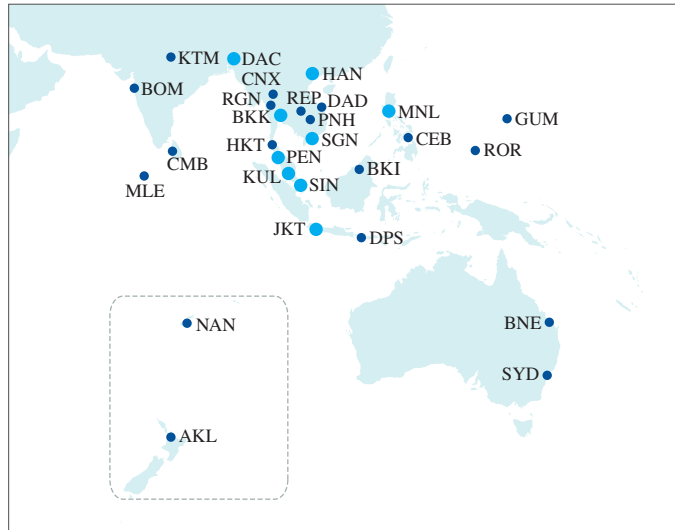 KTM
DAC
HAN
BOM
CNX
RGN
REP
DAD
BKK
PNH
MNL
GUM
HKT
SGN
CEB
ROR
CMB
PEN
KUL
BKI
MLE
SIN
JKT
DPS
NAN
BNE
SYD
AKL